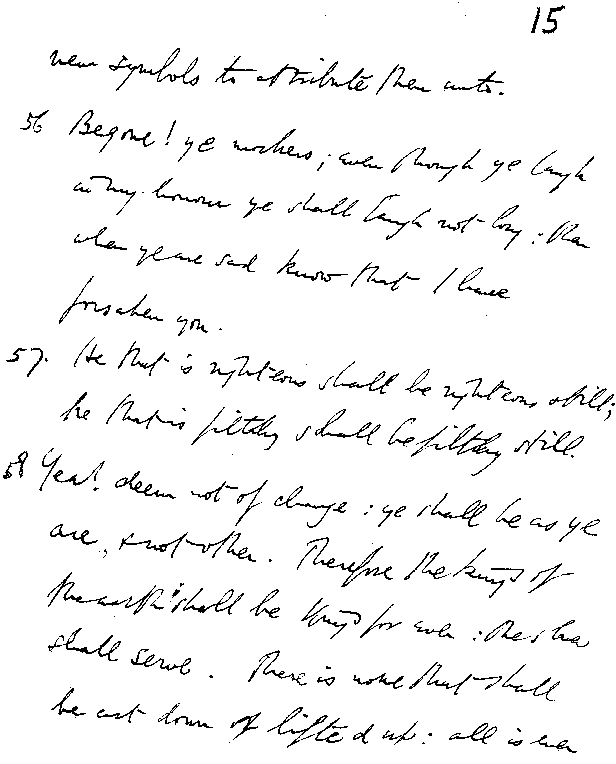 15
new symbols to attribute them unto.
56 Begone! ye mockers; even though ye laugh
in my honour ye shall laugh not long: then
when ye are sad know that I have
forsaken you.
57. He that is righteous shall be righteous still;
he that is filthy shall be filthy still.
58 Yea! deem not of change: ye shall be as ye
are, & not other. Therefore the kings of
the earth shall be Kings for ever: the slaves
shall serve. There is none that shall
be cast down or lifted up: all is ever